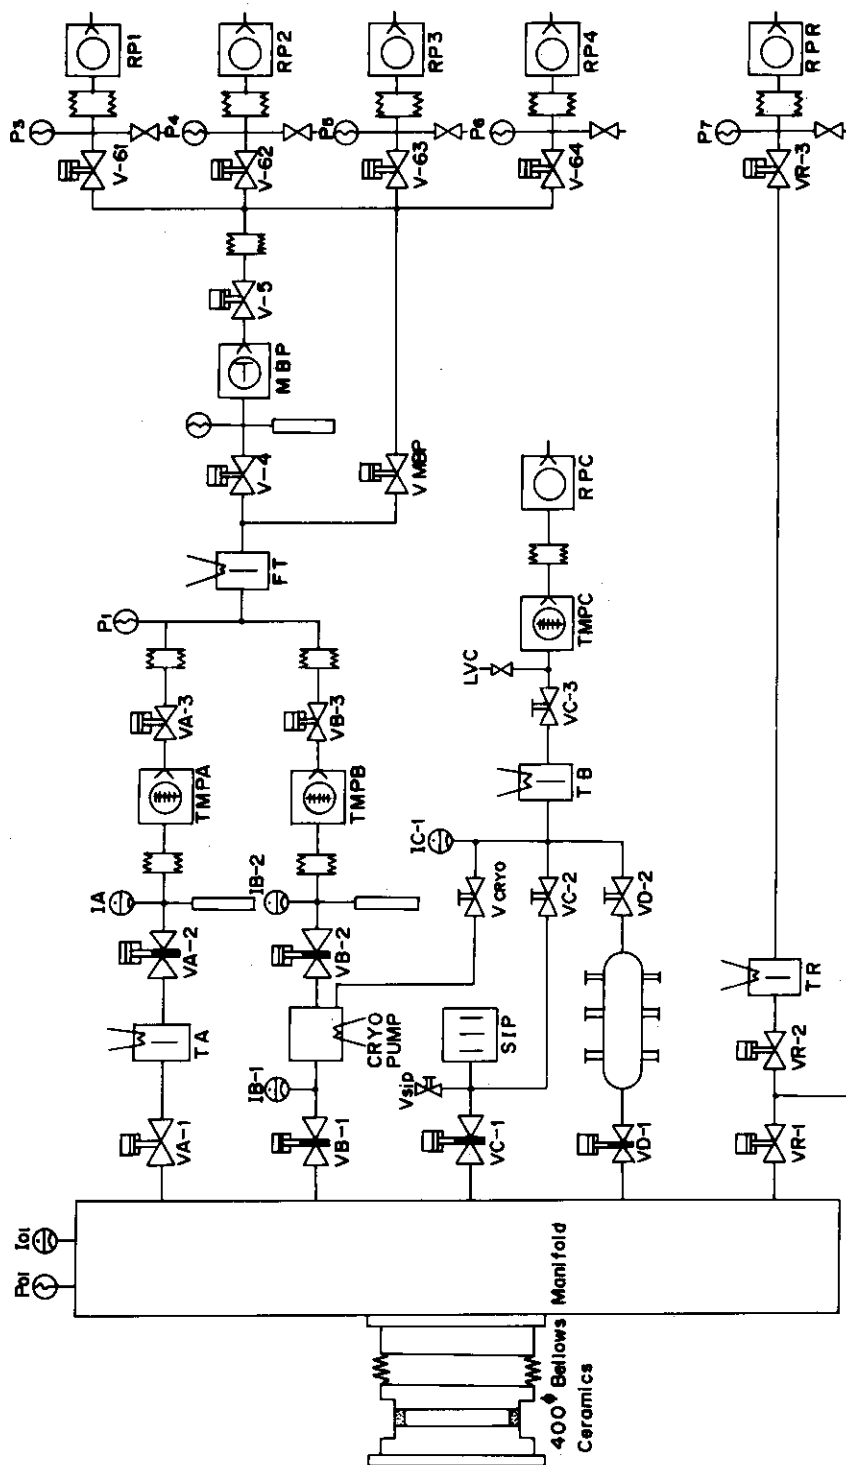 P3
RP1
V-61
P4
RP2
V-62
P5
RP3
V-63
P6
RP4
V-64
P7
RPR
VR-3
V-5
MBP
V-4
VMBP
FT
P1
VA-3
TMPA
IA
VA-2
TA
VA-1
VB-3
TMPB
IB-2
VB-2
CRYO
PUMP
IB-1
VB-1
RPC
TMPC
LVC
VC-3
TB
IC-1
VCRYO
VC-2
VD-2
SIP
Vsip
VC-1
VD-1
TR
VR-2
VR-1
I01
P01
Manifold
400φ Bellows
Ceramics